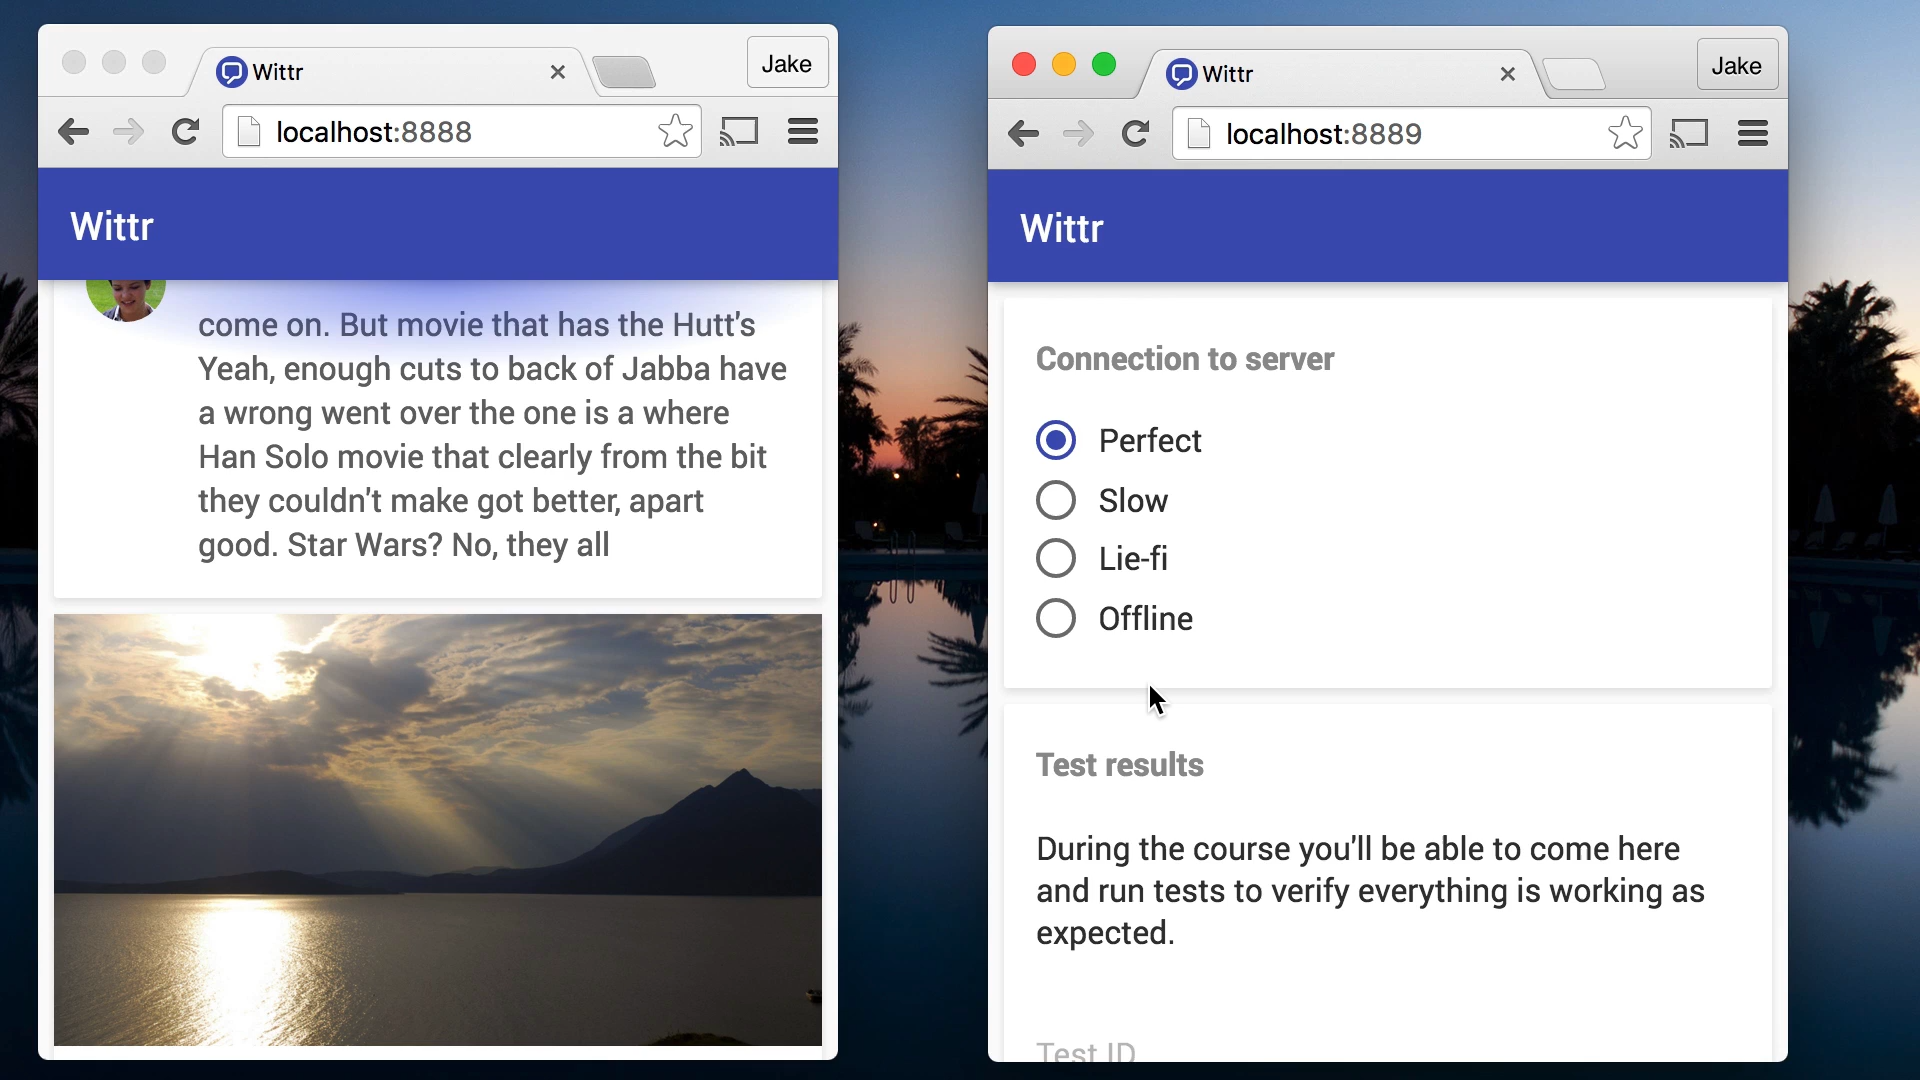 Wittr
Jake
localhost:8888
Wittr
come on. But movie that has the Hutt's
Yeah, enough cuts to back of Jabba have
a wrong went over the one is a where
Han Solo movie that clearly from the bit
they couldn't make got better, apart
good. Star Wars? No, they all
Wittr
Jake
localhost:8889
Wittr
Connection to server
Perfect
Slow
Lie-fi
Offline
Test results
During the course you'll be able to come here
and run tests to verify everything is working as
expected.
Test ID